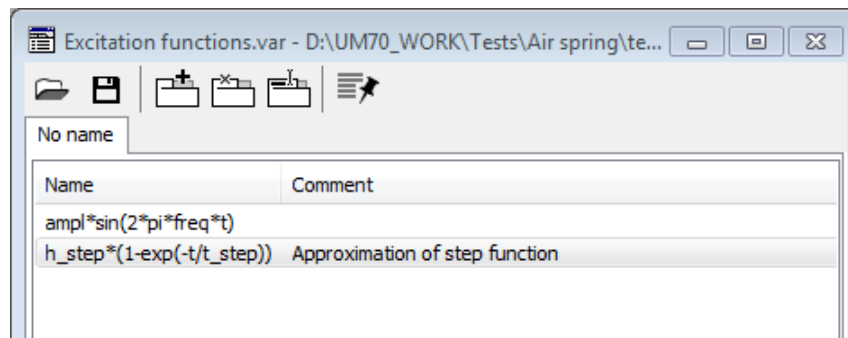 Excitation functions.var - D:\UM70_WORK\Tests\Air spring\te...
No name
Name Comment
ampl*sin(2*pi*freq*t)
h_step*(1-exp(-t/t_step)) Approximation of step function